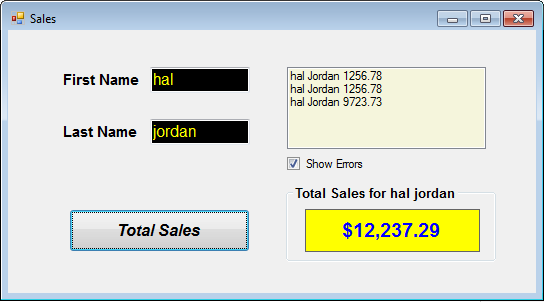 Sales
First Name hal
Last Name jordan
hal Jordan 1256.78
hal Jordan 1256.78
hal Jordan 9723.73
Show Errors
Total Sales
Total Sales for hal jordan
$12,237.29